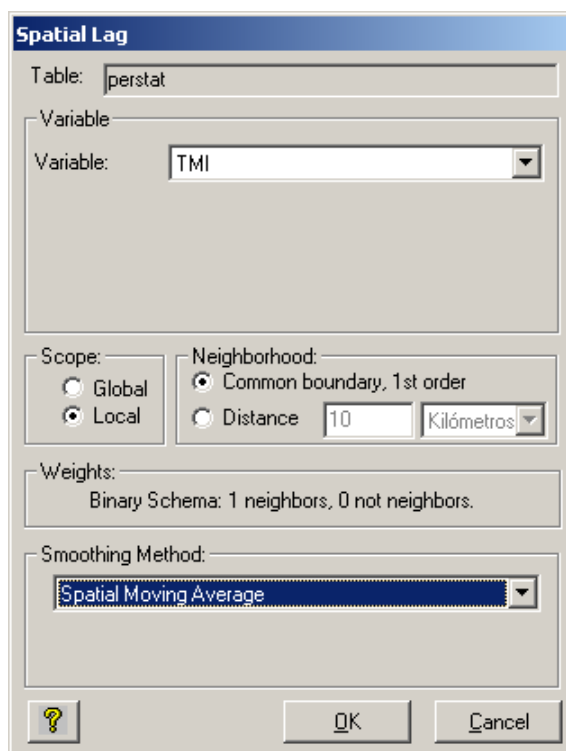 Spatial Lag
Table: perstat
Variable
Variable: TMI
Scope:
Global
Local
Neighborhood:
Common boundary, 1st order
Distance 10 Kilómetros
Weights:
Binary Schema: 1 neighbors, 0 not neighbors.
Smoothing Method:
Spatial Moving Average
? OK Cancel